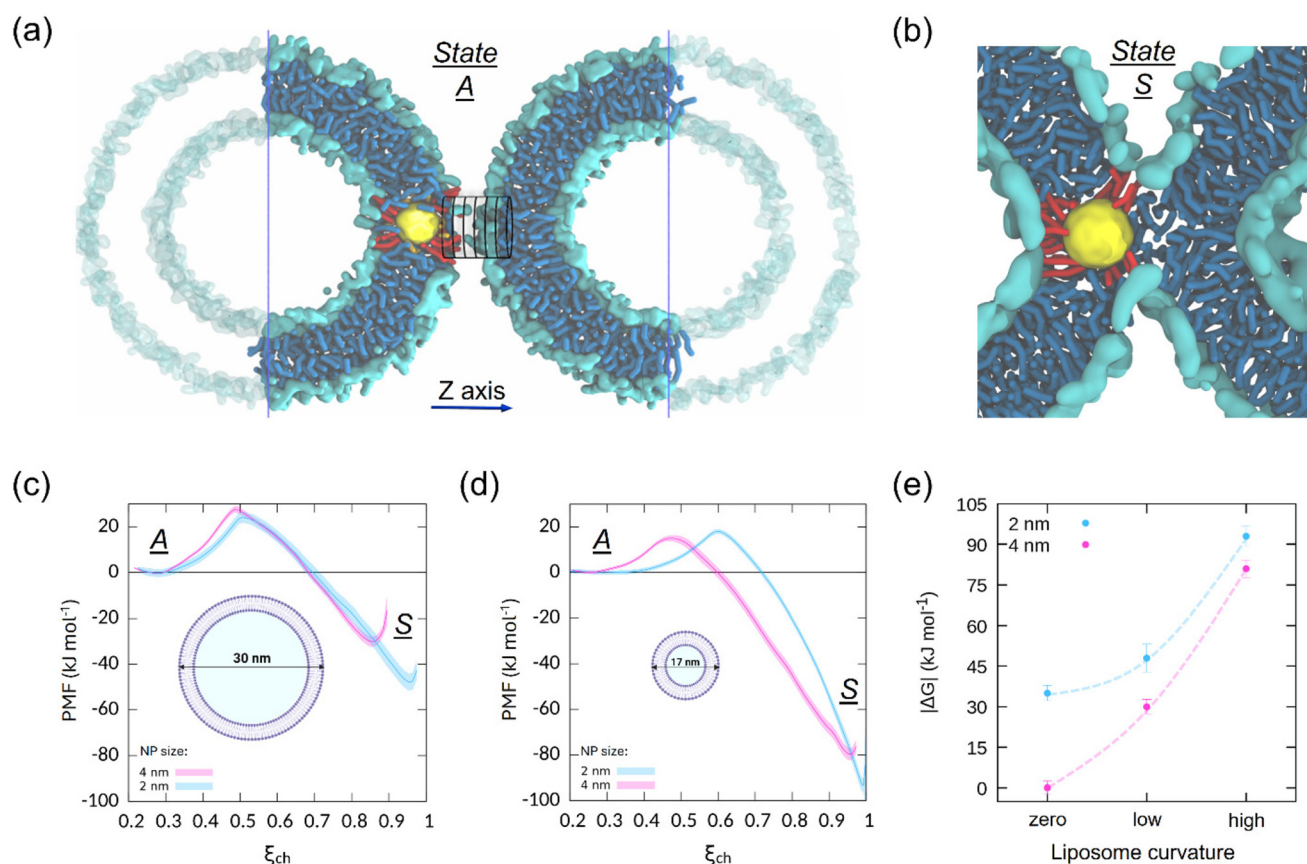 (a)
State
A
Z axis
(b)
State
S
(c)
PMF (kJ mol⁻¹)
20
0
-20
-40
-60
-80
-100
A
S
30 nm
NP size:
4 nm
2 nm
0.2 0.3 0.4 0.5 0.6 0.7 0.8 0.9 1
ξch
(d)
PMF (kJ mol⁻¹)
20
0
-20
-40
-60
-80
-100
A
S
17 nm
NP size:
2 nm
4 nm
0.2 0.3 0.4 0.5 0.6 0.7 0.8 0.9 1
ξch
(e)
|ΔG| (kJ mol⁻¹)
105
90
75
60
45
30
15
0
2 nm
4 nm
zero low high
Liposome curvature